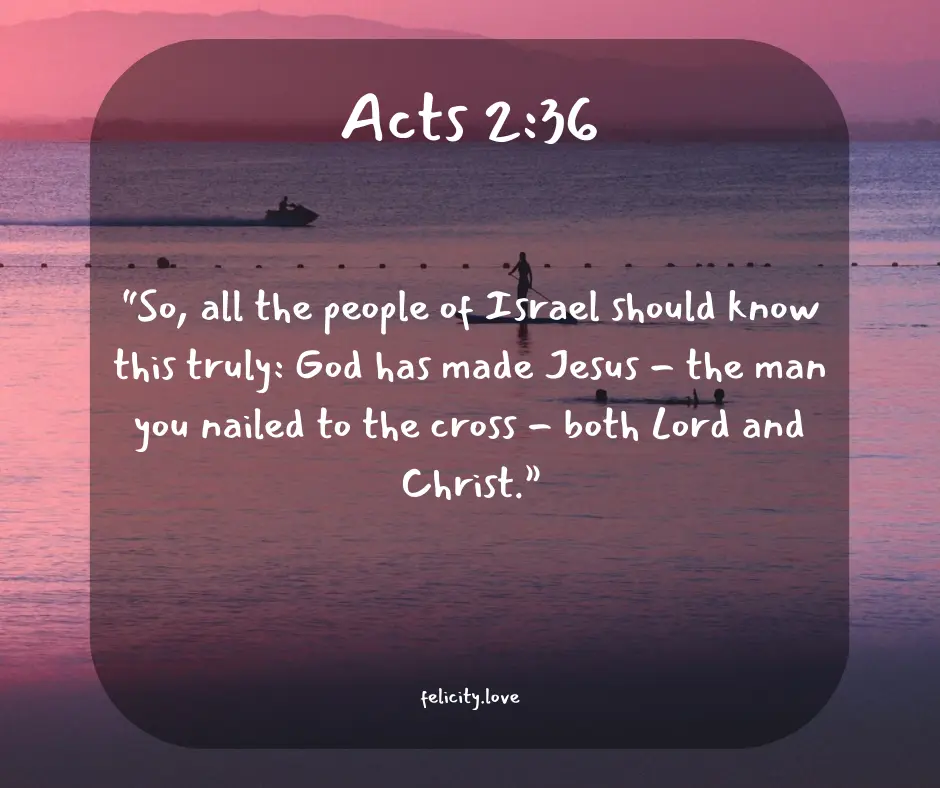 Acts 2:36
"So, all the people of Israel should know
this truly: God has made Jesus – the man
you nailed to the cross – both Lord and
Christ."
felicity.love